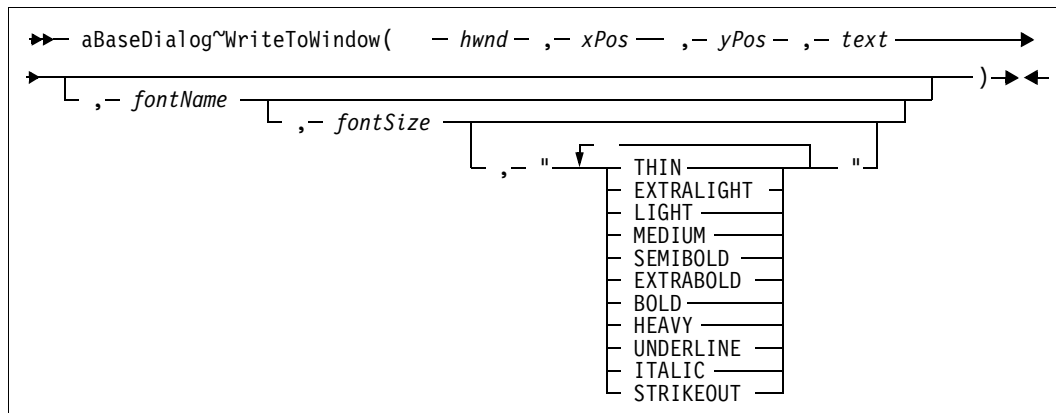 aBaseDialog~WriteToWindow( hwnd , xPos , yPos , text
)
, fontName
, fontSize
, " THIN "
EXTRALIGHT
LIGHT
MEDIUM
SEMIBOLD
EXTRABOLD
BOLD
HEAVY
UNDERLINE
ITALIC
STRIKEOUT